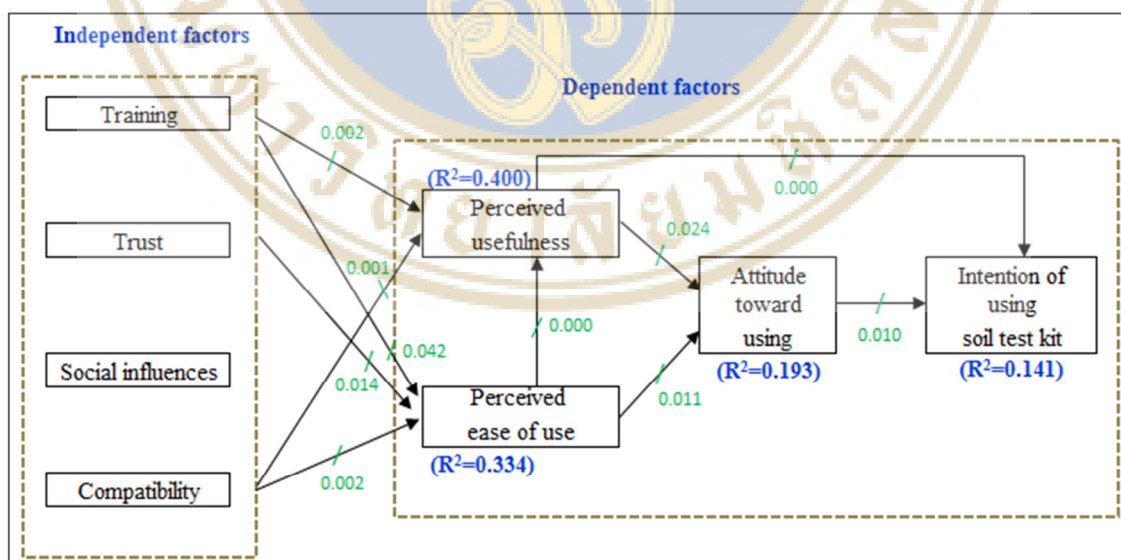 Independent factors
Dependent factors
Training
Trust
Social influences
Compatibility
0.002
0.001
0.042
0.014
0.002
(R²=0.400)
Perceived
usefulness
0.000
Perceived
ease of use
(R²=0.334)
0.000
0.024
0.011
Attitude
toward
using
(R²=0.193)
0.010
Intention of
using
soil test kit
(R²=0.141)